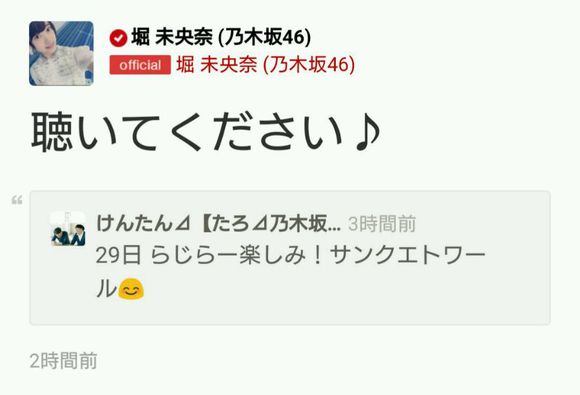 堀 未央奈 (乃木坂46)
official 堀 未央奈 (乃木坂46)
聴いてください♪
けんたん⊿【たろ⊿乃木坂... 3時間前
29日 らじらー楽しみ！サンクエトワー
ル😊
2時間前